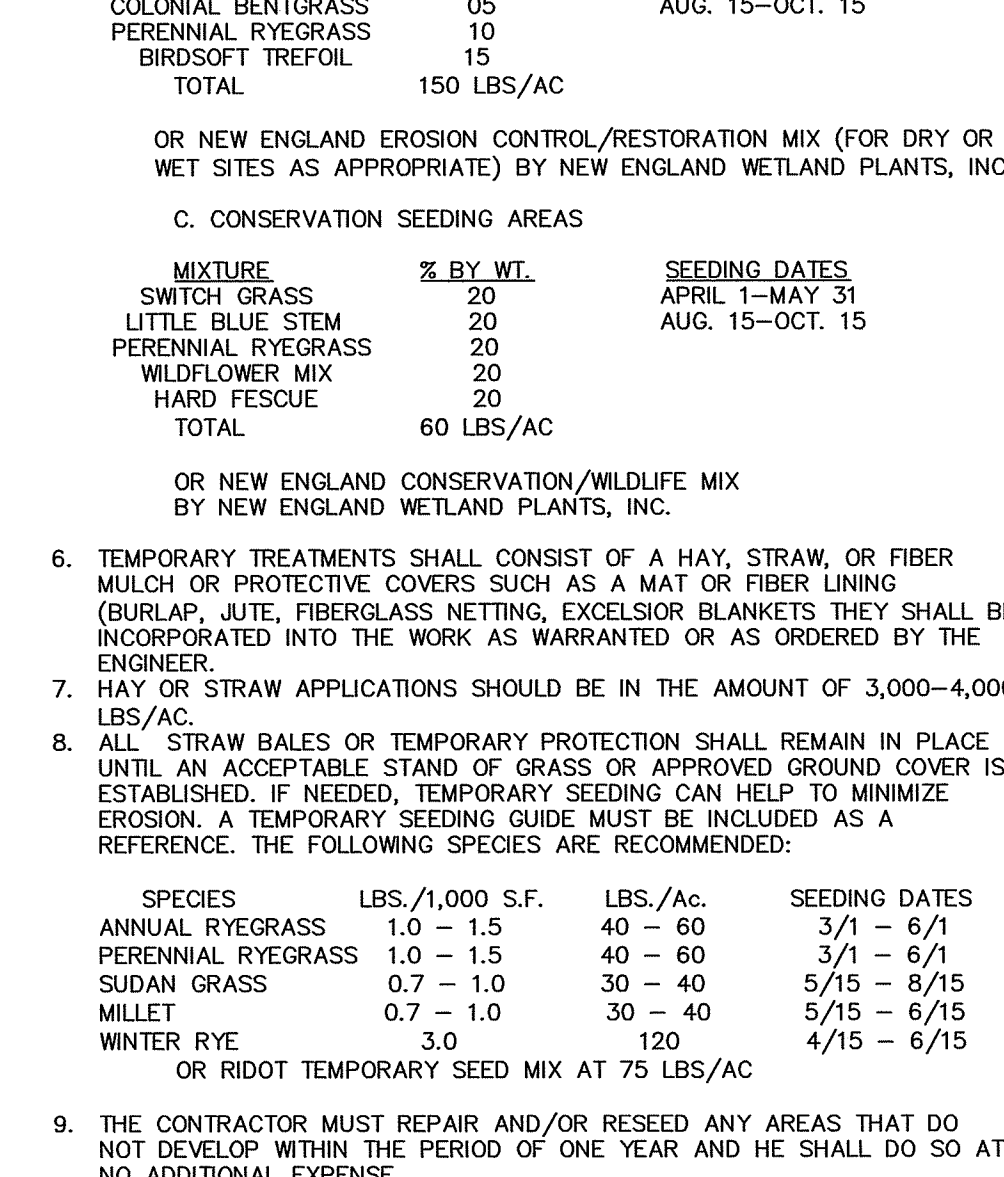 COLONIAL BENTGRASS 05 AUG. 15–OCT. 15
PERENNIAL RYEGRASS 10
BIRDSOFT TREFOIL 15
TOTAL 150 LBS/AC
OR NEW ENGLAND EROSION CONTROL/RESTORATION MIX (FOR DRY OR
WET SITES AS APPROPRIATE) BY NEW ENGLAND WETLAND PLANTS, INC
C. CONSERVATION SEEDING AREAS
MIXTURE % BY WT. SEEDING DATES
SWITCH GRASS 20 APRIL 1–MAY 31
LITTLE BLUE STEM 20 AUG. 15–OCT. 15
PERENNIAL RYEGRASS 20
WILDFLOWER MIX 20
HARD FESCUE 20
TOTAL 60 LBS/AC
OR NEW ENGLAND CONSERVATION/WILDLIFE MIX
BY NEW ENGLAND WETLAND PLANTS, INC.
6. TEMPORARY TREATMENTS SHALL CONSIST OF A HAY, STRAW, OR FIBER
MULCH OR PROTECTIVE COVERS SUCH AS A MAT OR FIBER LINING
(BURLAP, JUTE, FIBERGLASS NETTING, EXCELSIOR BLANKETS THEY SHALL BE
INCORPORATED INTO THE WORK AS WARRANTED OR AS ORDERED BY THE
ENGINEER.
7. HAY OR STRAW APPLICATIONS SHOULD BE IN THE AMOUNT OF 3,000–4,000
LBS/AC.
8. ALL STRAW BALES OR TEMPORARY PROTECTION SHALL REMAIN IN PLACE
UNTIL AN ACCEPTABLE STAND OF GRASS OR APPROVED GROUND COVER IS
ESTABLISHED. IF NEEDED, TEMPORARY SEEDING CAN HELP TO MINIMIZE
EROSION. A TEMPORARY SEEDING GUIDE MUST BE INCLUDED AS A
REFERENCE. THE FOLLOWING SPECIES ARE RECOMMENDED:
SPECIES LBS./1,000 S.F. LBS./Ac. SEEDING DATES
ANNUAL RYEGRASS 1.0 – 1.5 40 – 60 3/1 – 6/1
PERENNIAL RYEGRASS 1.0 – 1.5 40 – 60 3/1 – 6/1
SUDAN GRASS 0.7 – 1.0 30 – 40 5/15 – 8/15
MILLET 0.7 – 1.0 30 – 40 5/15 – 6/15
WINTER RYE 3.0 120 4/15 – 6/15
OR RIDOT TEMPORARY SEED MIX AT 75 LBS/AC
9. THE CONTRACTOR MUST REPAIR AND/OR RESEED ANY AREAS THAT DO
NOT DEVELOP WITHIN THE PERIOD OF ONE YEAR AND HE SHALL DO SO AT
NO ADDITIONAL EXPENSE